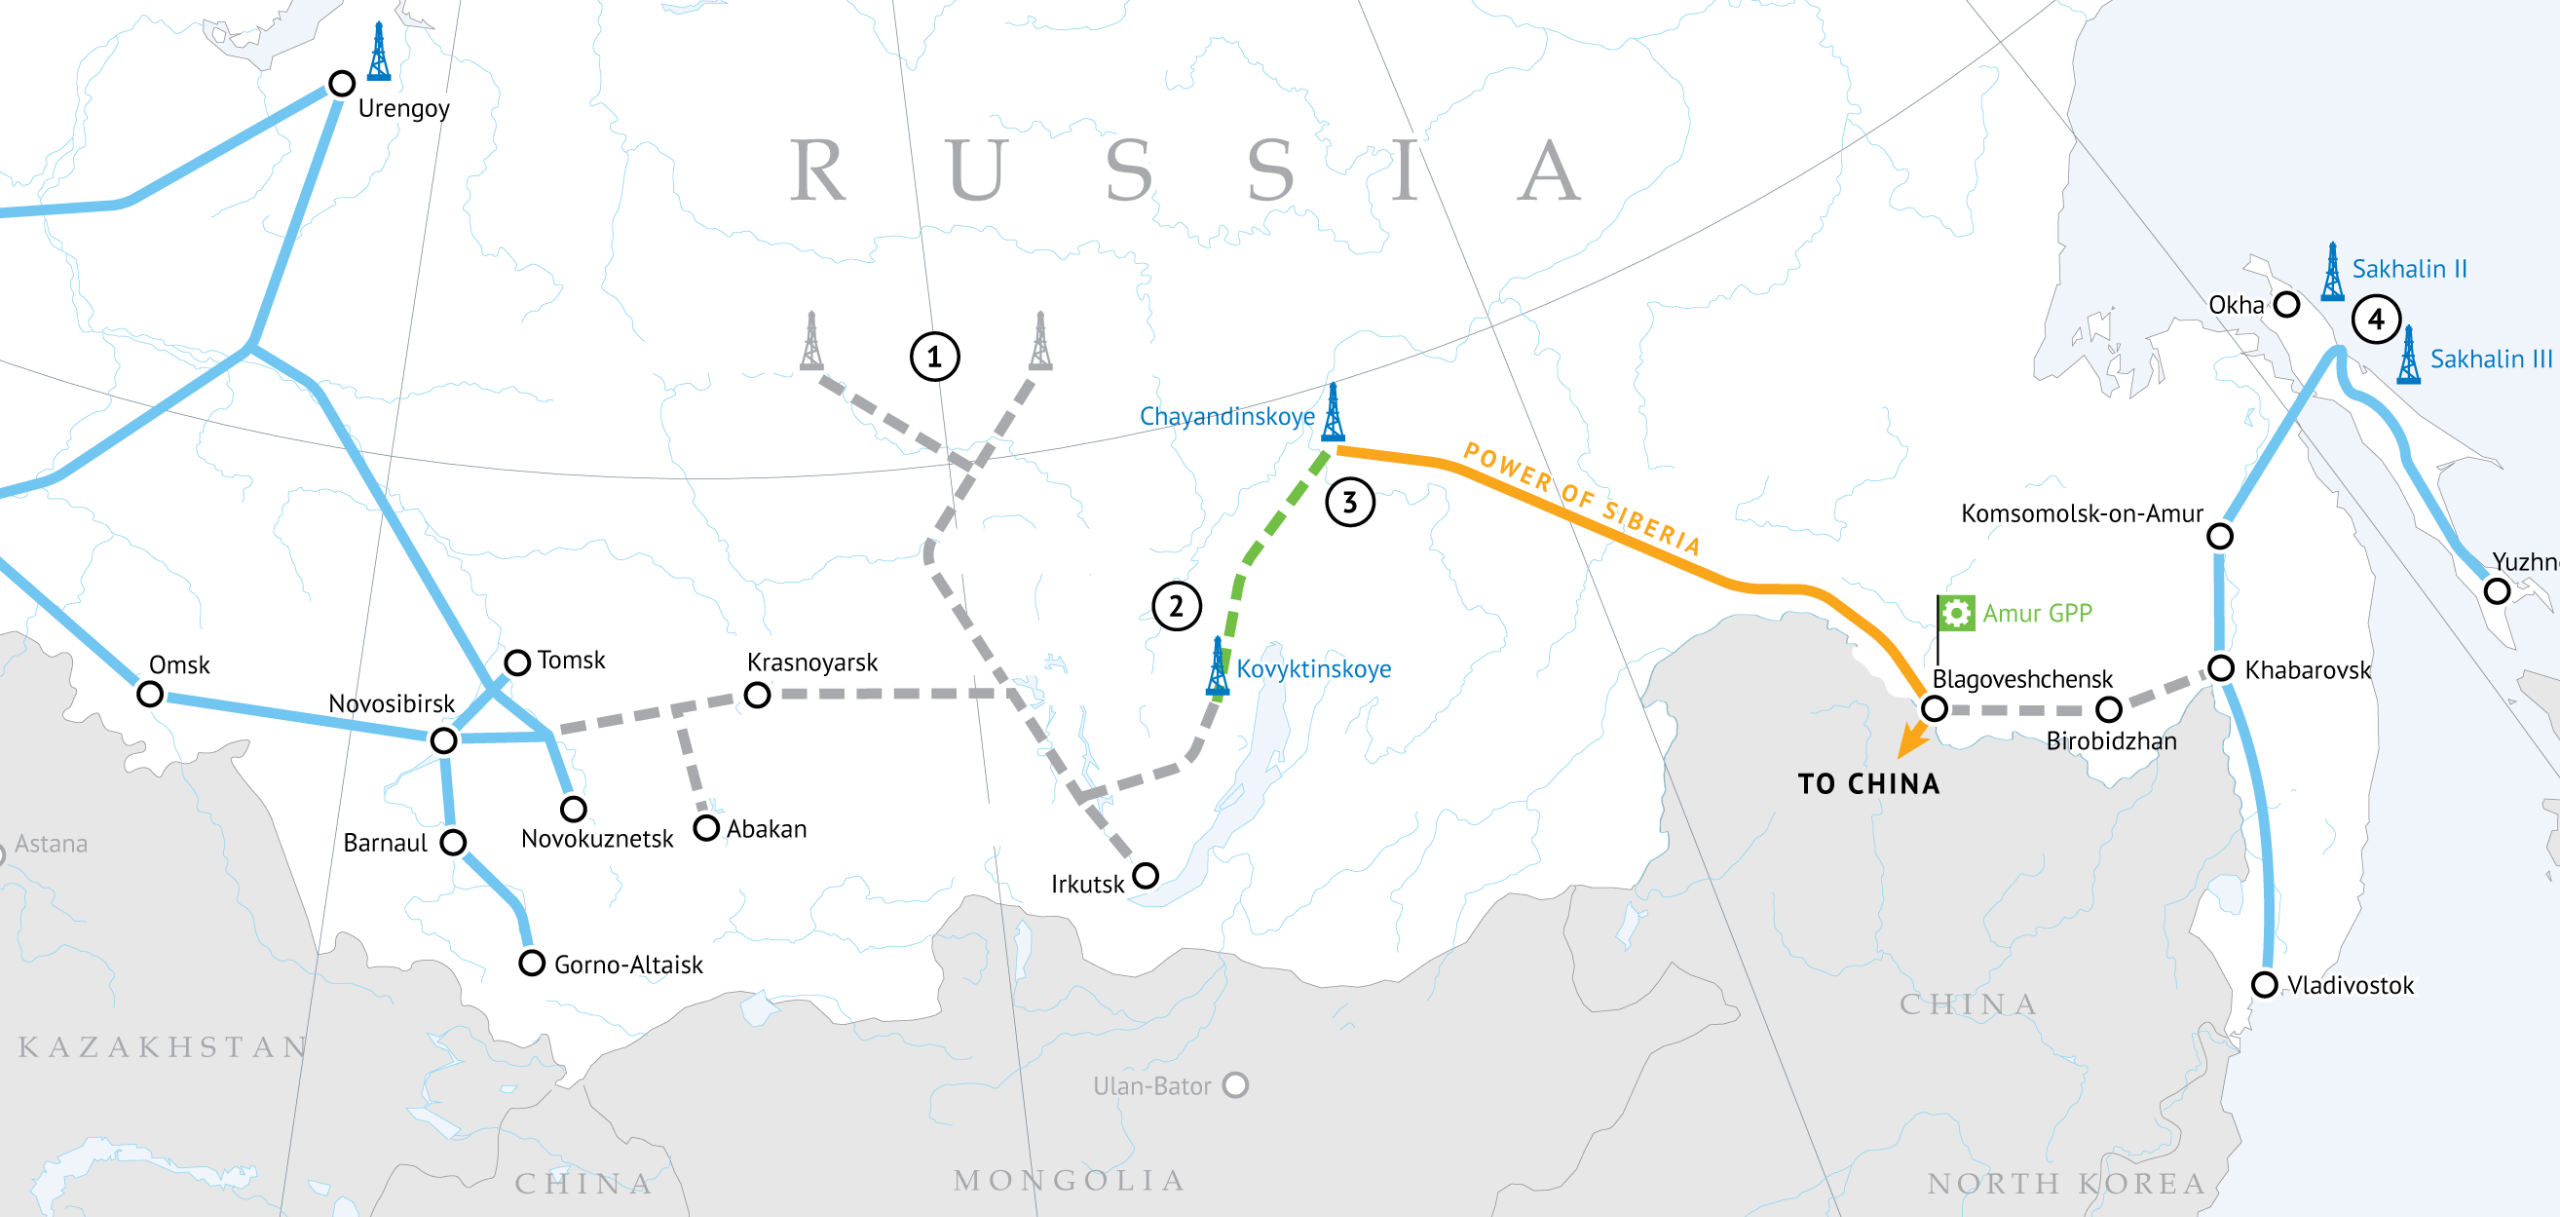 Urengoy
R U S S I A
Sakhalin II
Okha
4
1
Sakhalin III
Chayandinskoye
POWER OF SIBERIA
3
Komsomolsk-on-Amur
Yuzhn
2
Amur GPP
Omsk
Tomsk
Krasnoyarsk
Kovyktinskoye
Khabarovsk
Blagoveshchensk
Novosibirsk
Birobidzhan
TO CHINA
Astana
Barnaul
Novokuznetsk
Abakan
Irkutsk
Gorno-Altaisk
Vladivostok
CHINA
KAZAKHSTAN
Ulan-Bator
CHINA
MONGOLIA
NORTH KOREA